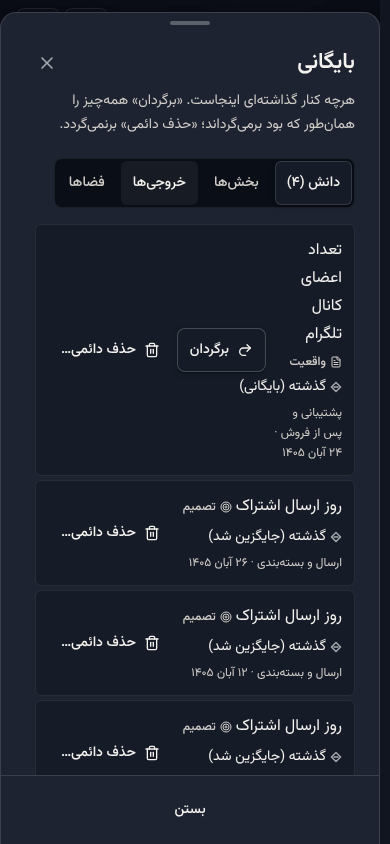 بایگانی
هرچه کنار گذاشته‌ای اینجاست. «برگردان» همه‌چیز را
همان‌طور که بود برمی‌گرداند؛ «حذف دائمی» برنمی‌گردد.
دانش (۴)
بخش‌ها
خروجی‌ها
فضاها
تعداد
اعضای
کانال
تلگرام
واقعیت
گذشته (بایگانی)
پشتیبانی و
پس از فروش ·
۲۴ آبان ۱۴۰۵
برگردان
حذف دائمی…
روز ارسال اشتراک تصمیم
گذشته (جایگزین شد)
ارسال و بسته‌بندی · ۲۶ آبان ۱۴۰۵
حذف دائمی…
روز ارسال اشتراک تصمیم
گذشته (جایگزین شد)
ارسال و بسته‌بندی · ۱۲ آبان ۱۴۰۵
حذف دائمی…
روز ارسال اشتراک تصمیم
گذشته (جایگزین شد)
حذف دائمی…
بستن